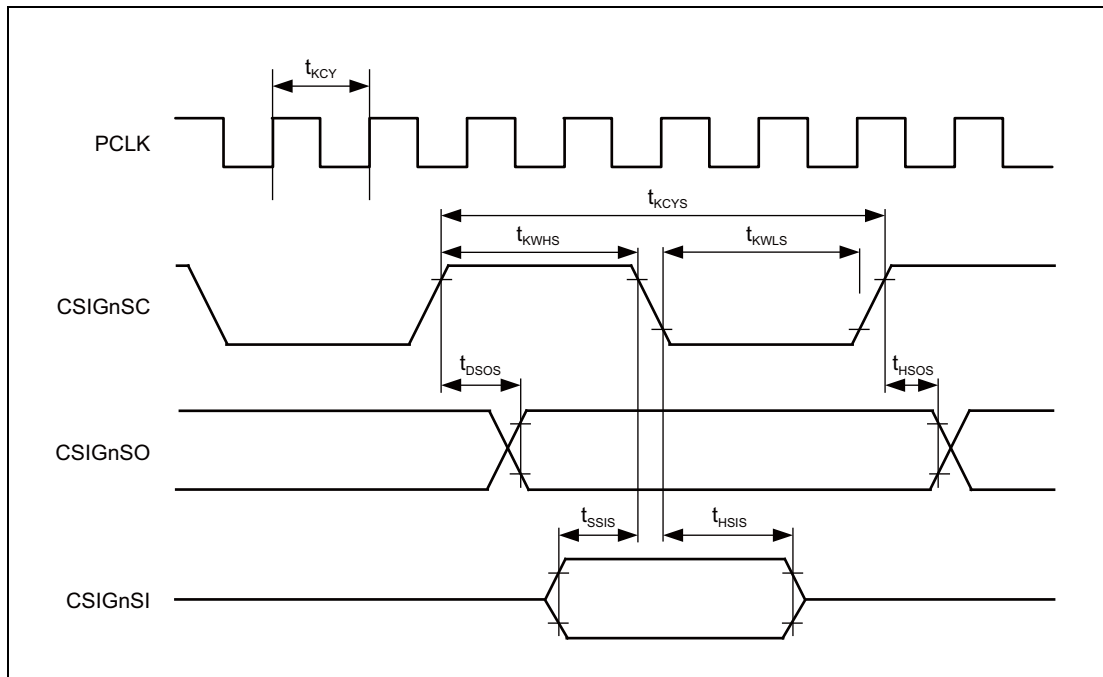 tKCY
PCLK
tKCYS
tKWHS
tKWLS
CSIGnSC
tDSOS
tHSOS
CSIGnSO
tSSIS
tHSIS
CSIGnSI